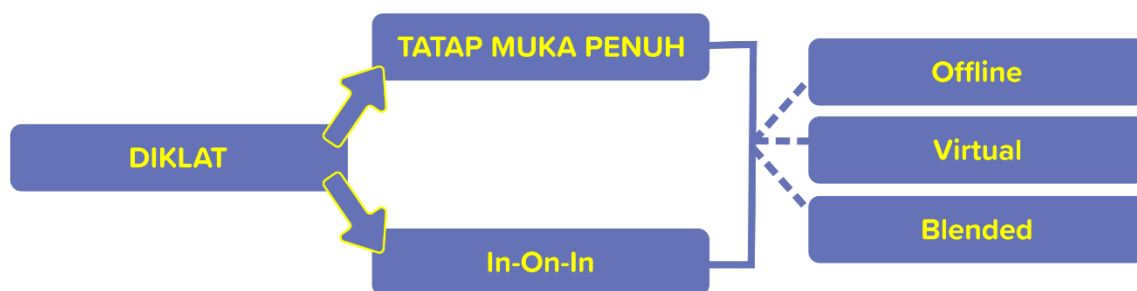 TATAP MUKA PENUH
Offline
DIKLAT
Virtual
Blended
In-On-In